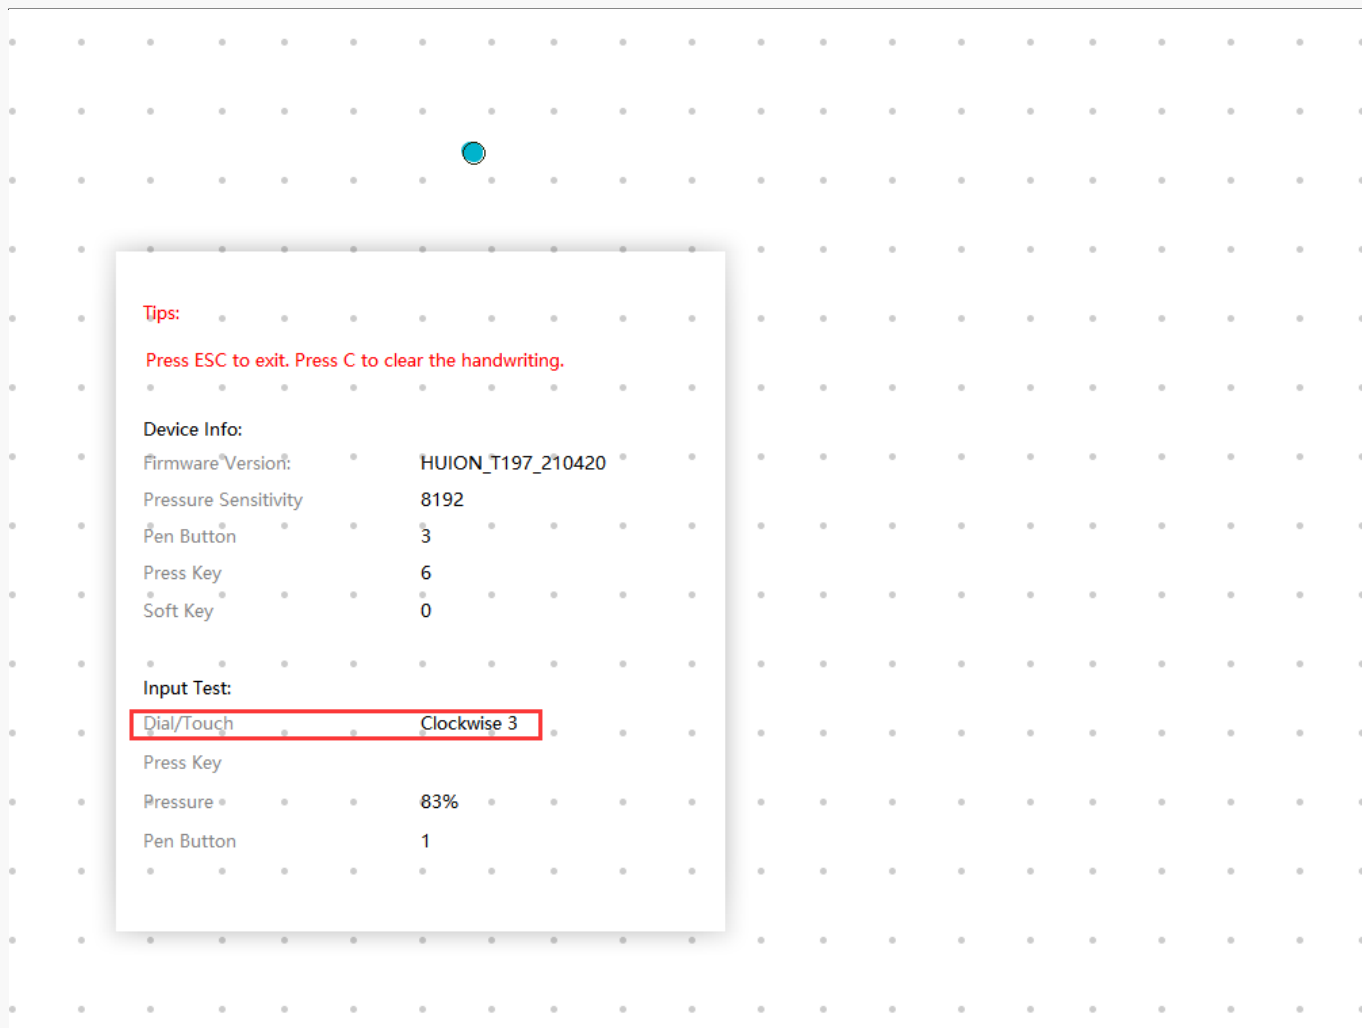 Tips:
Press ESC to exit. Press C to clear the handwriting.
Device Info:
Firmware Version: HUION_T197_210420
Pressure Sensitivity 8192
Pen Button 3
Press Key 6
Soft Key 0
Input Test:
Dial/Touch Clockwise 3
Press Key
Pressure 83%
Pen Button 1